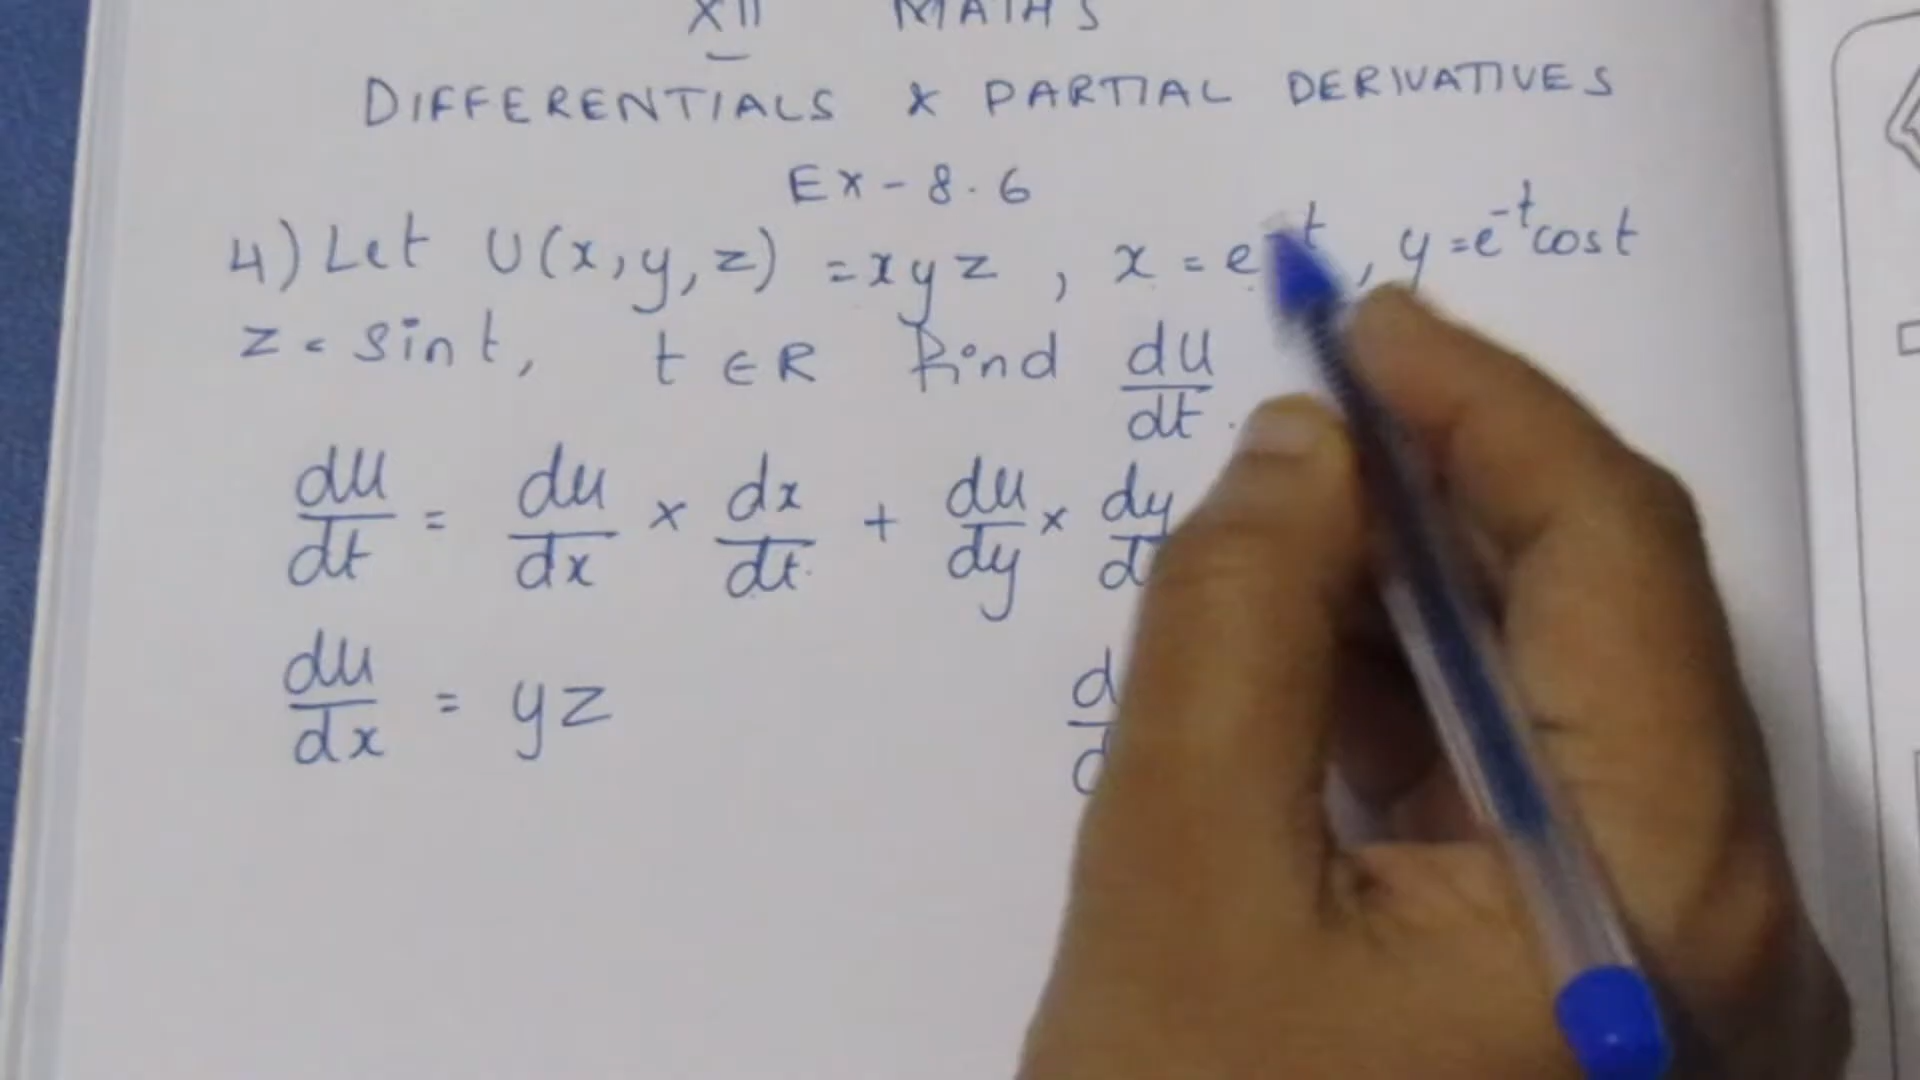 XII MATHS
DIFFERENTIALS & PARTIAL DERIVATIVES
Ex - 8.6
4) Let U(x, y, z) = xyz , x = e^-t , y = e^-t cost
z = sint, t ∈ R find dU/dt.
dU/dt = du/dx × dx/dt + du/dy × dy
du/dx = yz